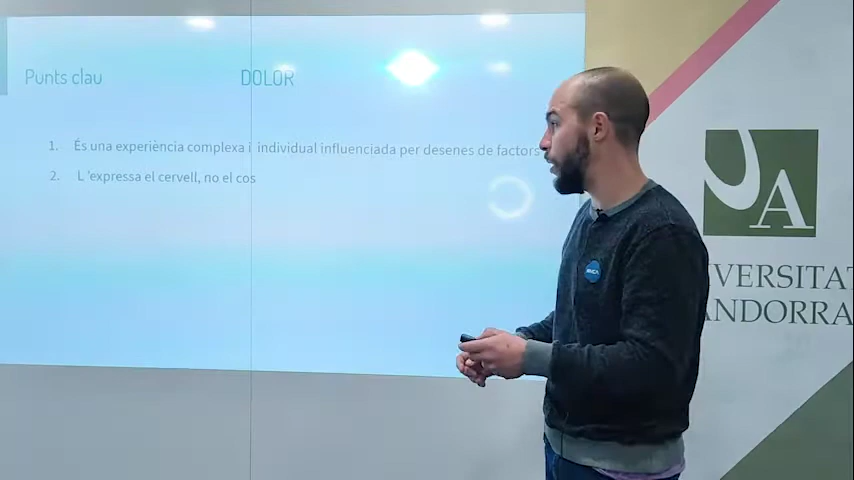 Punts clau
DOLOR
1. És una experiència complexa i individual influenciada per desenes de factors
2. L 'expressa el cervell, no el cos
UA
VERSITAT
ANDORRA